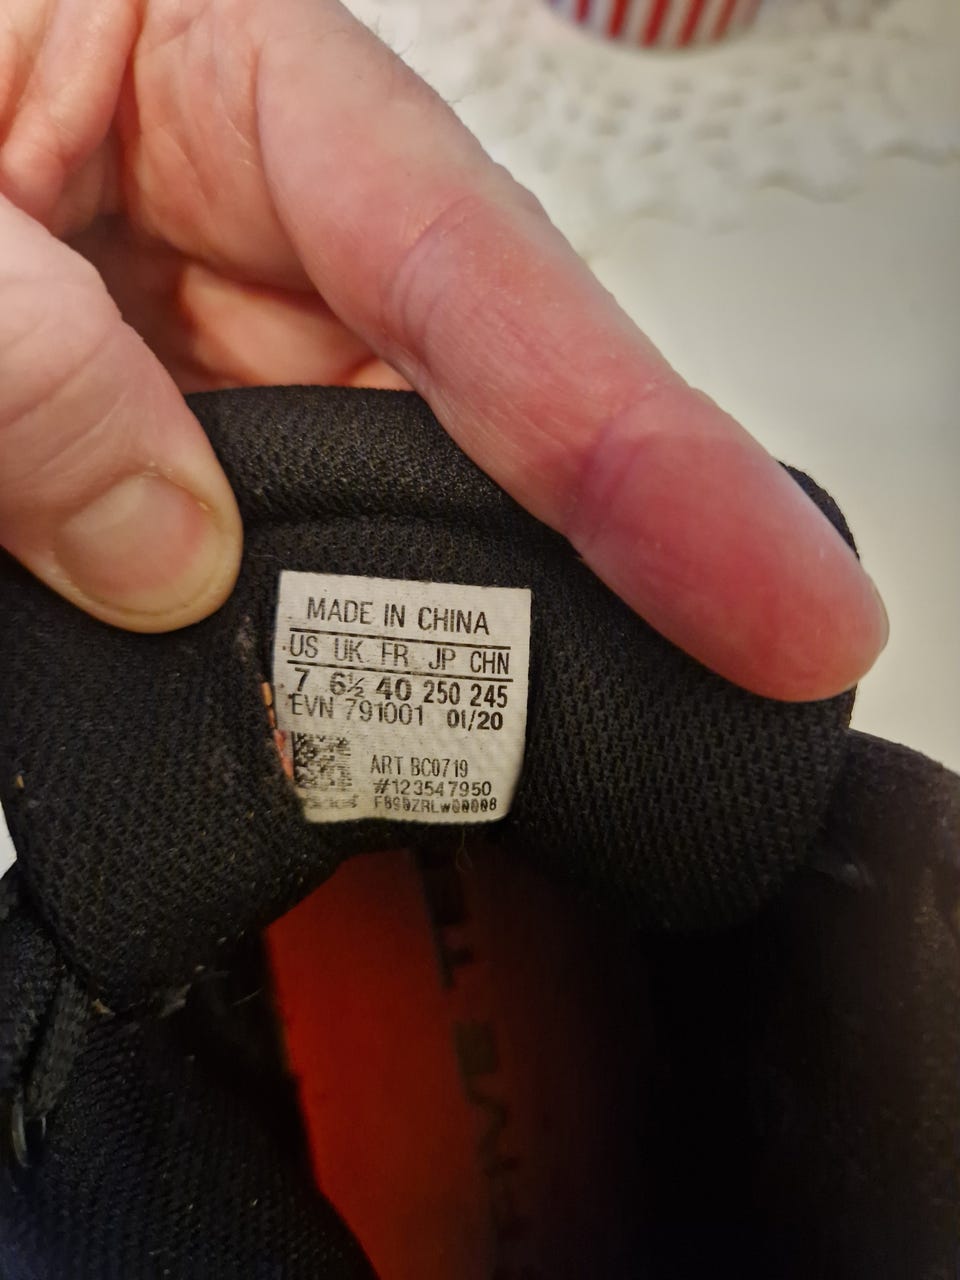 MADE IN CHINA
US UK FR JP CHN
7 6½ 40 250 245
EVN 791001 01/20
ART BC0719
#123547950